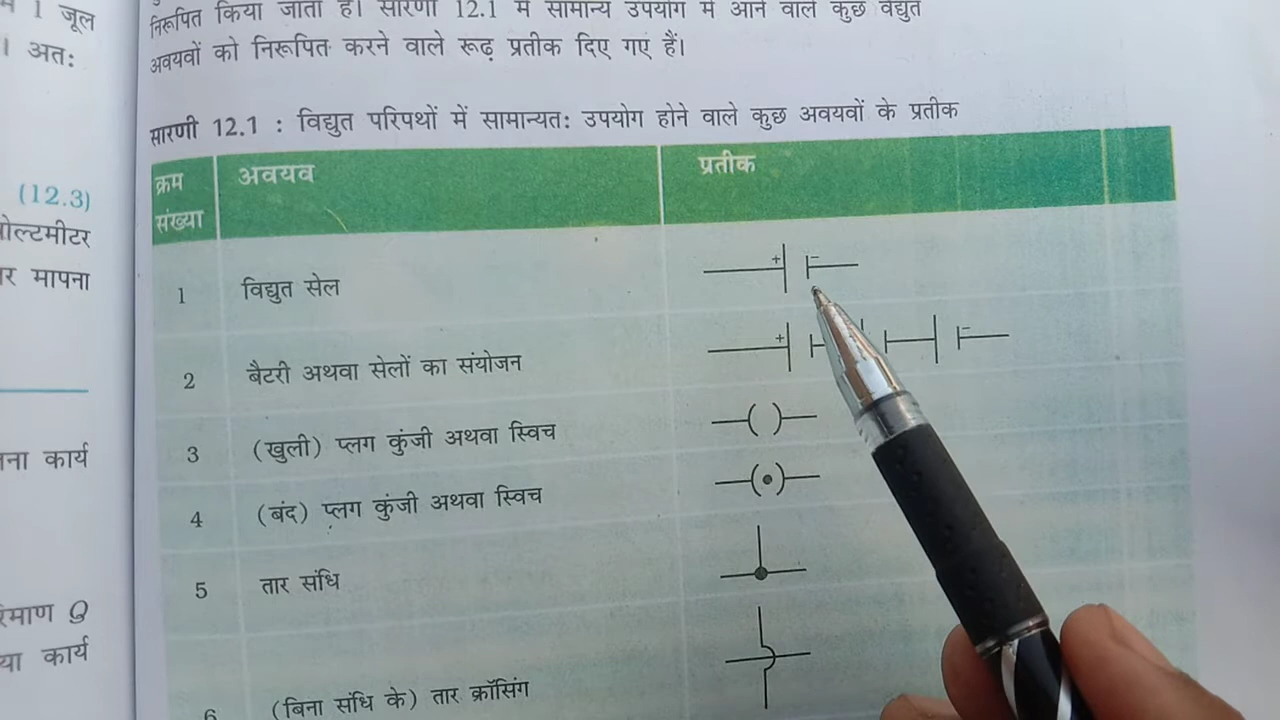 1 जूल
। अत:
(12.3)
वोल्टमीटर
मापना
कार्य
Q
कार्य
निरूपित किया जाता है। सारणी 12.1 में सामान्य उपयोग में आने वाले कुछ वैद्युत
अवयवों को निरूपित करने वाले रूढ़ प्रतीक दिए गए हैं।
सारणी 12.1 : विद्युत परिपथों में सामान्यत: उपयोग होने वाले कुछ अवयवों के प्रतीक
क्रम संख्या अवयव प्रतीक
1 विद्युत सेल + −
2 बैटरी अथवा सेलों का संयोजन + −
3 (खुली) प्लग कुंजी अथवा स्विच
4 (बंद) प्लग कुंजी अथवा स्विच
5 तार संधि
6 (बिना संधि के) तार क्रॉसिंग